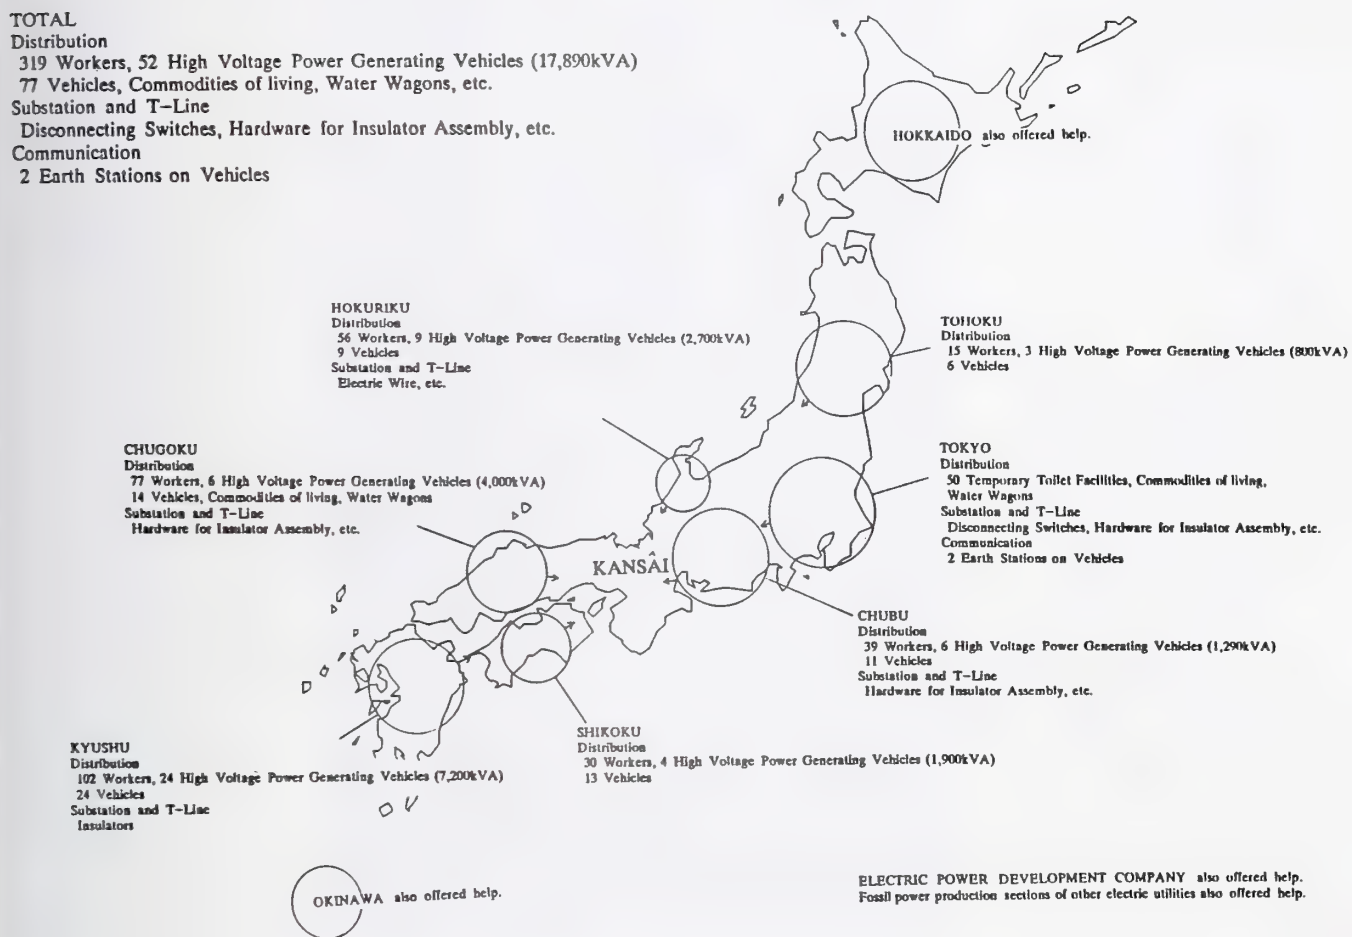 TOTAL
Distribution
319 Workers, 52 High Voltage Power Generating Vehicles (17,890kVA)
77 Vehicles, Commodities of living, Water Wagons, etc.
Substation and T-Line
Disconnecting Switches, Hardware for Insulator Assembly, etc.
Communication
2 Earth Stations on Vehicles
HOKKAIDO also offered help.
HOKURIKU
Distribution
56 Workers, 9 High Voltage Power Generating Vehicles (2,700kVA)
9 Vehicles
Substation and T-Line
Electric Wire, etc.
TOHOKU
Distribution
15 Workers, 3 High Voltage Power Generating Vehicles (800kVA)
6 Vehicles
CHUGOKU
Distribution
77 Workers, 6 High Voltage Power Generating Vehicles (4,000kVA)
14 Vehicles, Commodities of living, Water Wagons
Substation and T-Line
Hardware for Insulator Assembly, etc.
TOKYO
Distribution
50 Temporary Toilet Facilities, Commodities of living,
Water Wagons
Substation and T-Line
Disconnecting Switches, Hardware for Insulator Assembly, etc.
Communication
2 Earth Stations on Vehicles
KANSÂI
CHUBU
Distribution
39 Workers, 6 High Voltage Power Generating Vehicles (1,290kVA)
11 Vehicles
Substation and T-Line
Hardware for Insulator Assembly, etc.
SHIKOKU
Distribution
30 Workers, 4 High Voltage Power Generating Vehicles (1,900kVA)
13 Vehicles
KYUSHU
Distribution
102 Workers, 24 High Voltage Power Generating Vehicles (7,200kVA)
24 Vehicles
Substation and T-Line
Insulators
OKINAWA also offered help.
ELECTRIC POWER DEVELOPMENT COMPANY also offered help.
Fossil power production sections of other electric utilities also offered help.